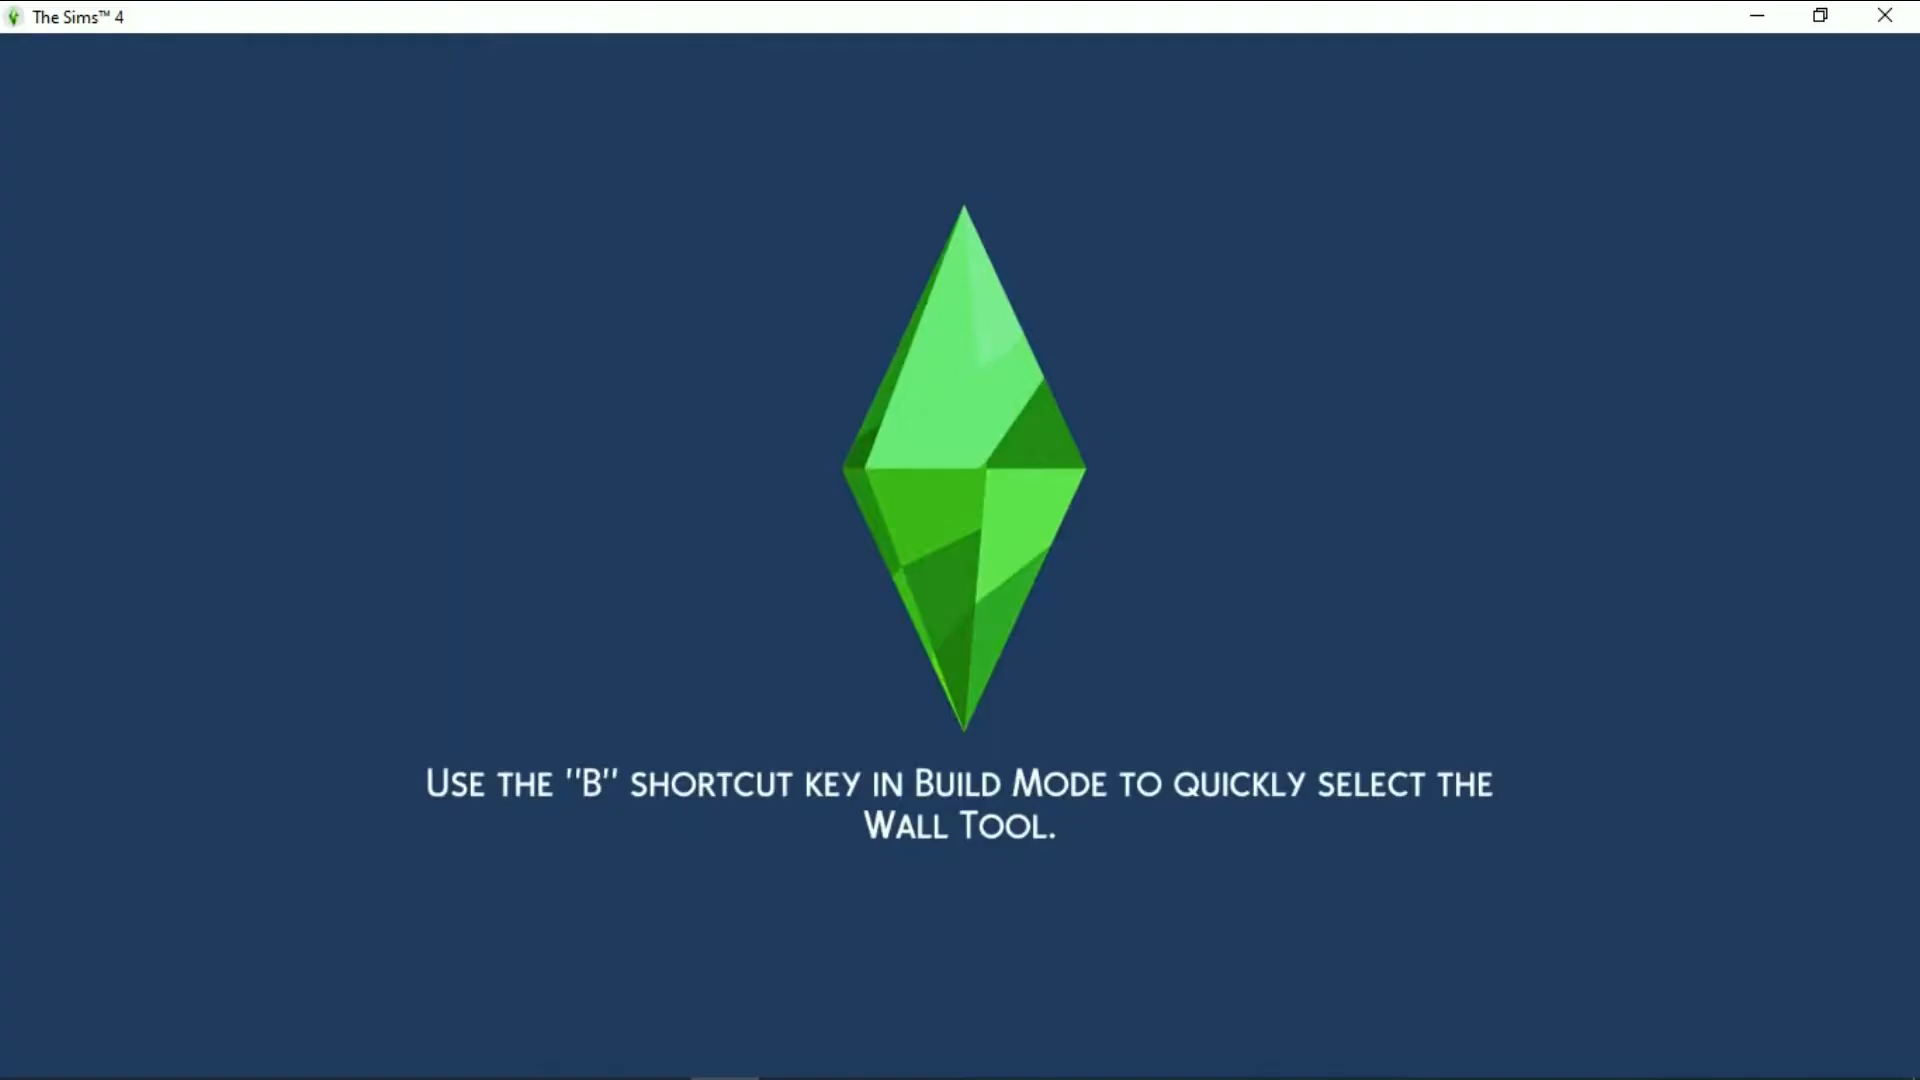 The Sims™ 4
Use the "B" shortcut key in Build Mode to quickly select the
Wall Tool.